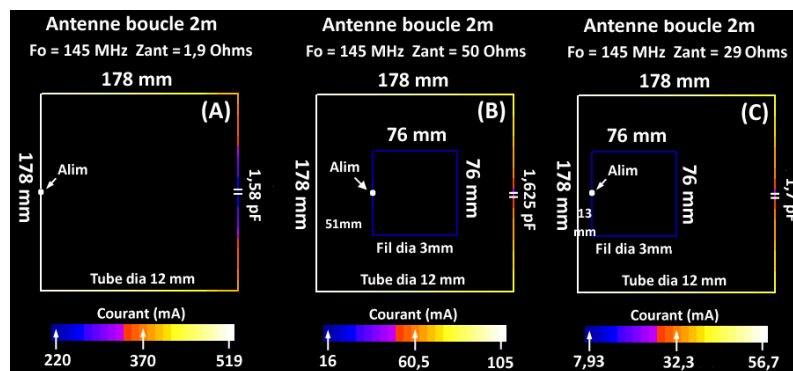 Antenne boucle 2m
Fo = 145 MHz Zant = 1,9 Ohms
178 mm
(A)
178 mm
Alim
1,58 pF
Tube dia 12 mm
Courant (mA)
220 370 519
Antenne boucle 2m
Fo = 145 MHz Zant = 50 Ohms
178 mm
(B)
76 mm
178 mm
Alim
76 mm
1,625 pF
51mm
Fil dia 3mm
Tube dia 12 mm
Courant (mA)
16 60,5 105
Antenne boucle 2m
Fo = 145 MHz Zant = 29 Ohms
178 mm
(C)
76 mm
178 mm
Alim
76 mm
1,7 pF
13
mm
Fil dia 3mm
Tube dia 12 mm
Courant (mA)
7,93 32,3 56,7